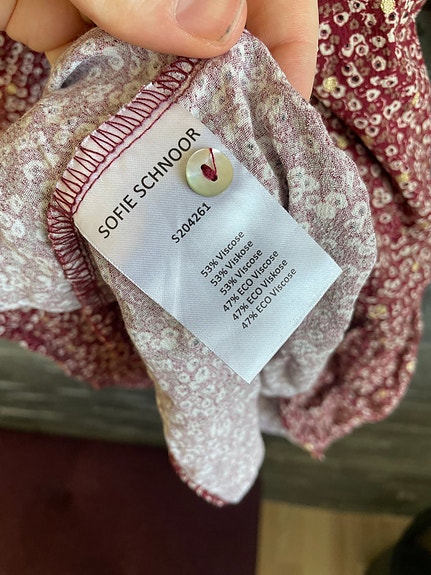 SOFIE SCHNOOR
S204261
53% Viscose
53% Viskose
53% Viscose
47% ECO Viscose
47% ECO Viskose
47% ECO Viscose